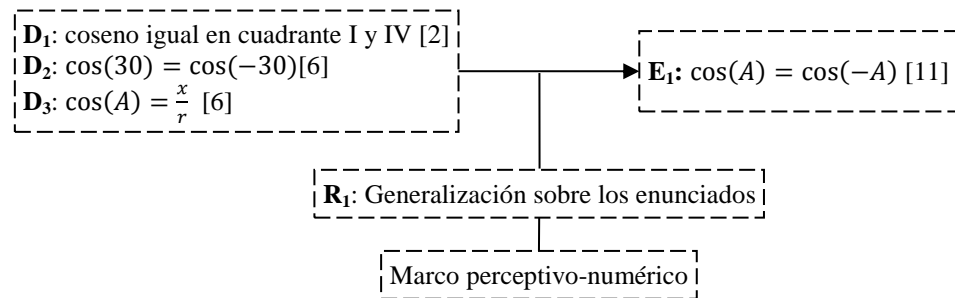 D₁: coseno igual en cuadrante I y IV [2]
D₂: cos(30) = cos(−30)[6]
D₃: cos(A) = x/r [6]
E₁: cos(A) = cos(−A) [11]
R₁: Generalización sobre los enunciados
Marco perceptivo-numérico